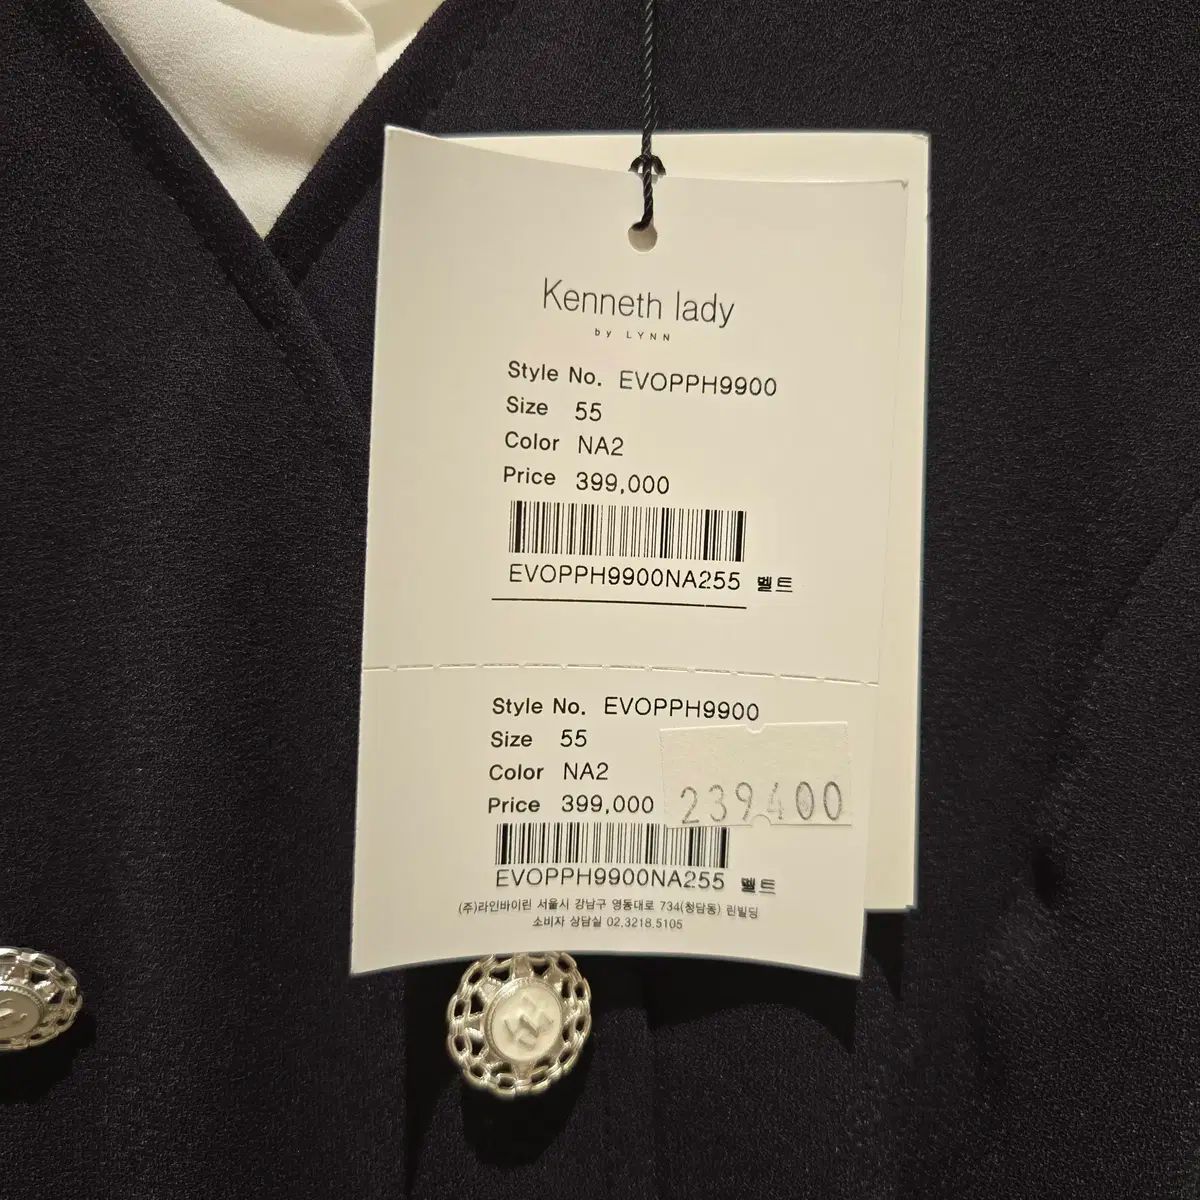 Kenneth lady
by LYNN
Style No. EVOPPH9900
Size 55
Color NA2
Price 399,000
EVOPPH9900NA255 벨트
Style No. EVOPPH9900
Size 55
Color NA2
Price 399,000
239,400
EVOPPH9900NA255 벨트
(주)라인바이린 서울시 강남구 영동대로 734(청담동) 린빌딩
소비자 상담실 02.3218.5105